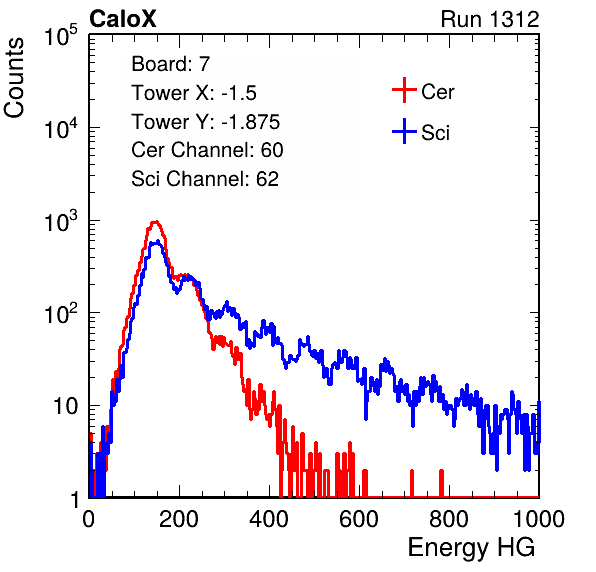 CaloX
Run 1312
Counts
10^5
10^4
10^3
10^2
10
1
Board: 7
Tower X: -1.5
Tower Y: -1.875
Cer Channel: 60
Sci Channel: 62
Cer
Sci
0 200 400 600 800 1000
Energy HG